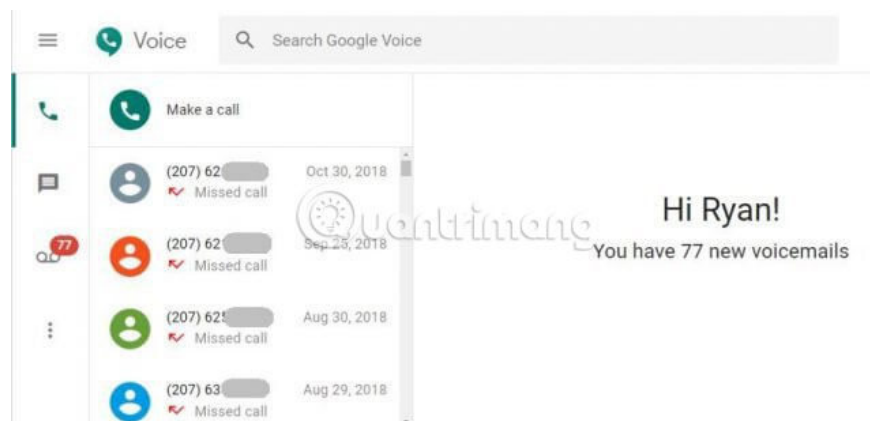 Voice
Search Google Voice
Make a call
(207) 62
Oct 30, 2018
Missed call
(207) 62
Sep 25, 2018
Missed call
77
(207) 625
Aug 30, 2018
Missed call
(207) 63
Aug 29, 2018
Missed call
Hi Ryan!
You have 77 new voicemails
Quantrimang